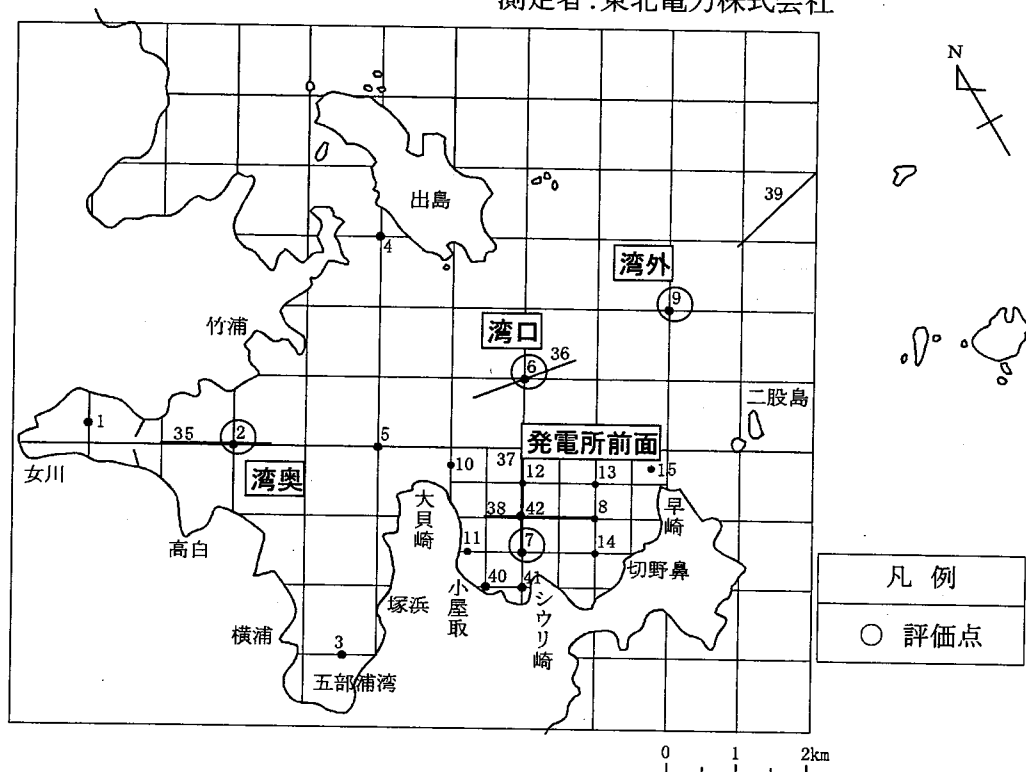 測定者：東北電力株式会社
N
出島
39
4
湾外
9
竹浦
湾口
36
6
二股島
1
35
2
5
発電所前面
女川
湾奥
10
37
12
13
15
大貝崎
38
42
8
早崎
高白
11
7
14
切野鼻
凡 例
40
41
小屋取
シウリ崎
塚浜
○ 評価点
横浦
3
五部浦湾
0 1 2km